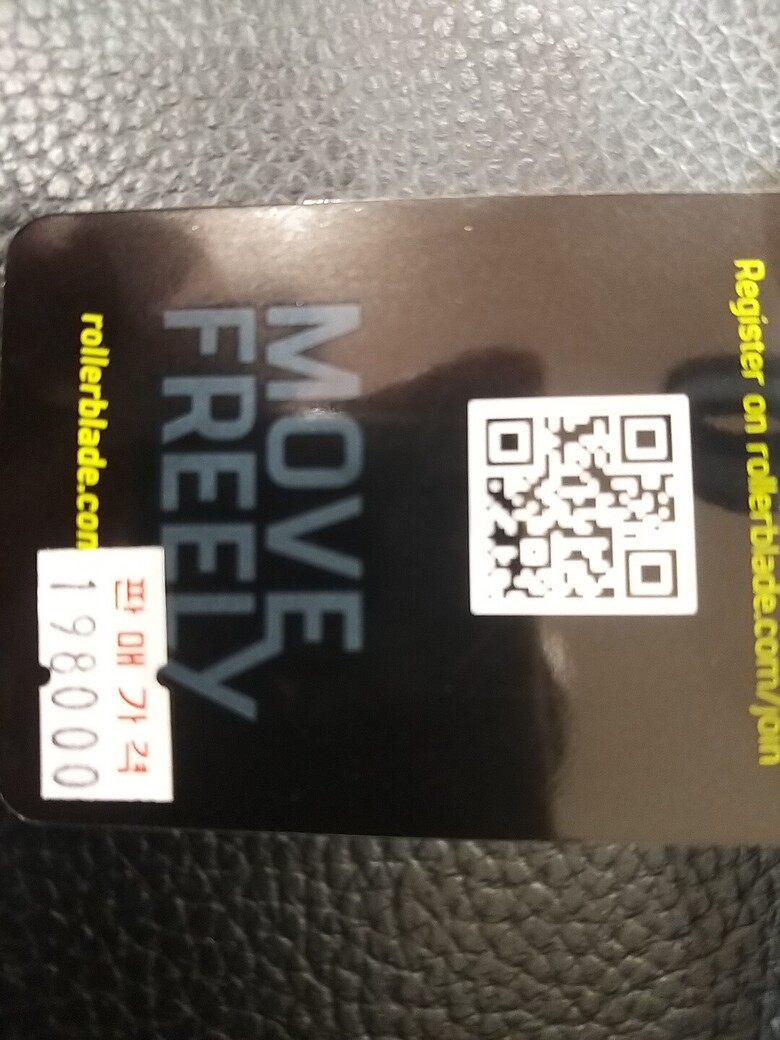 Register on rollerblade.com/join
MOVE
FREELY
rollerblade.com
판매가격
198000